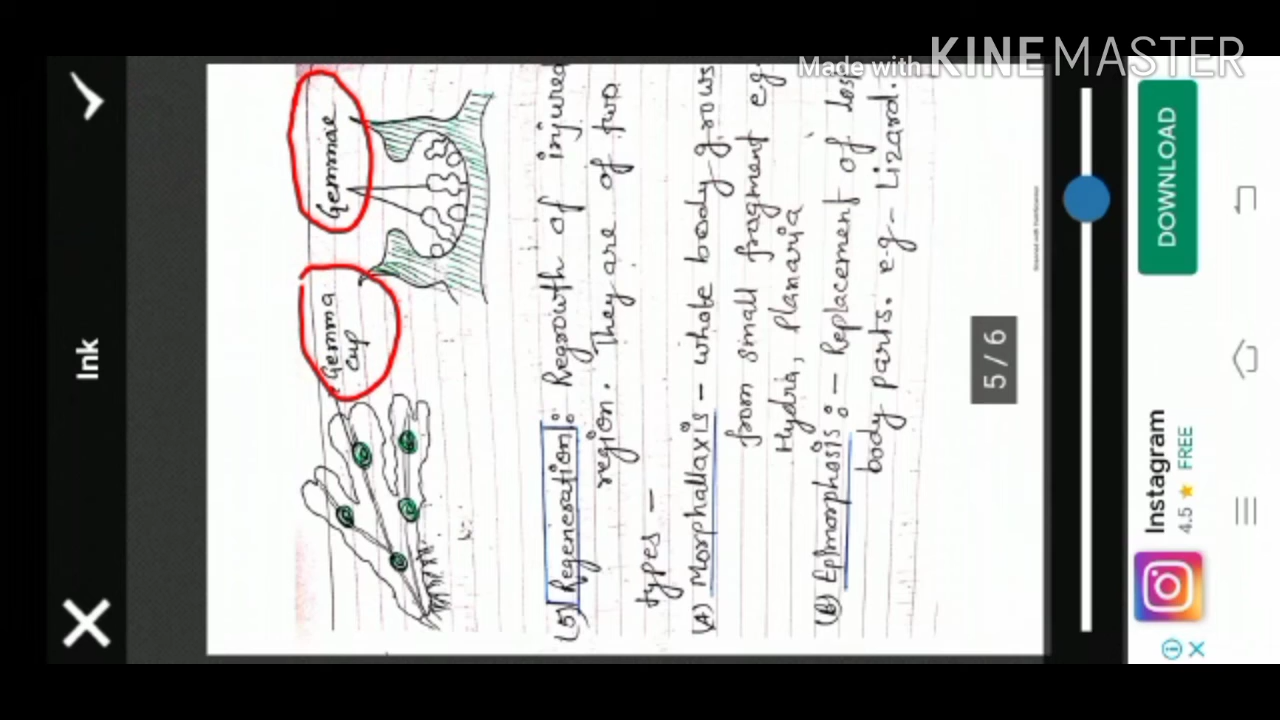 Made with KINEMASTER
Ink
Gemmae
Gemma
cup
(5) Regeneration: Regrowth of injured
region. They are of two
types –
(A) Morphallaxis – whole body grows
from small fragment e.g
Hydra, Planaria
(B) Epimorphosis :– Replacement of lost
body parts. e.g – Lizard.
5 / 6
Instagram
4.5 ★ FREE
DOWNLOAD